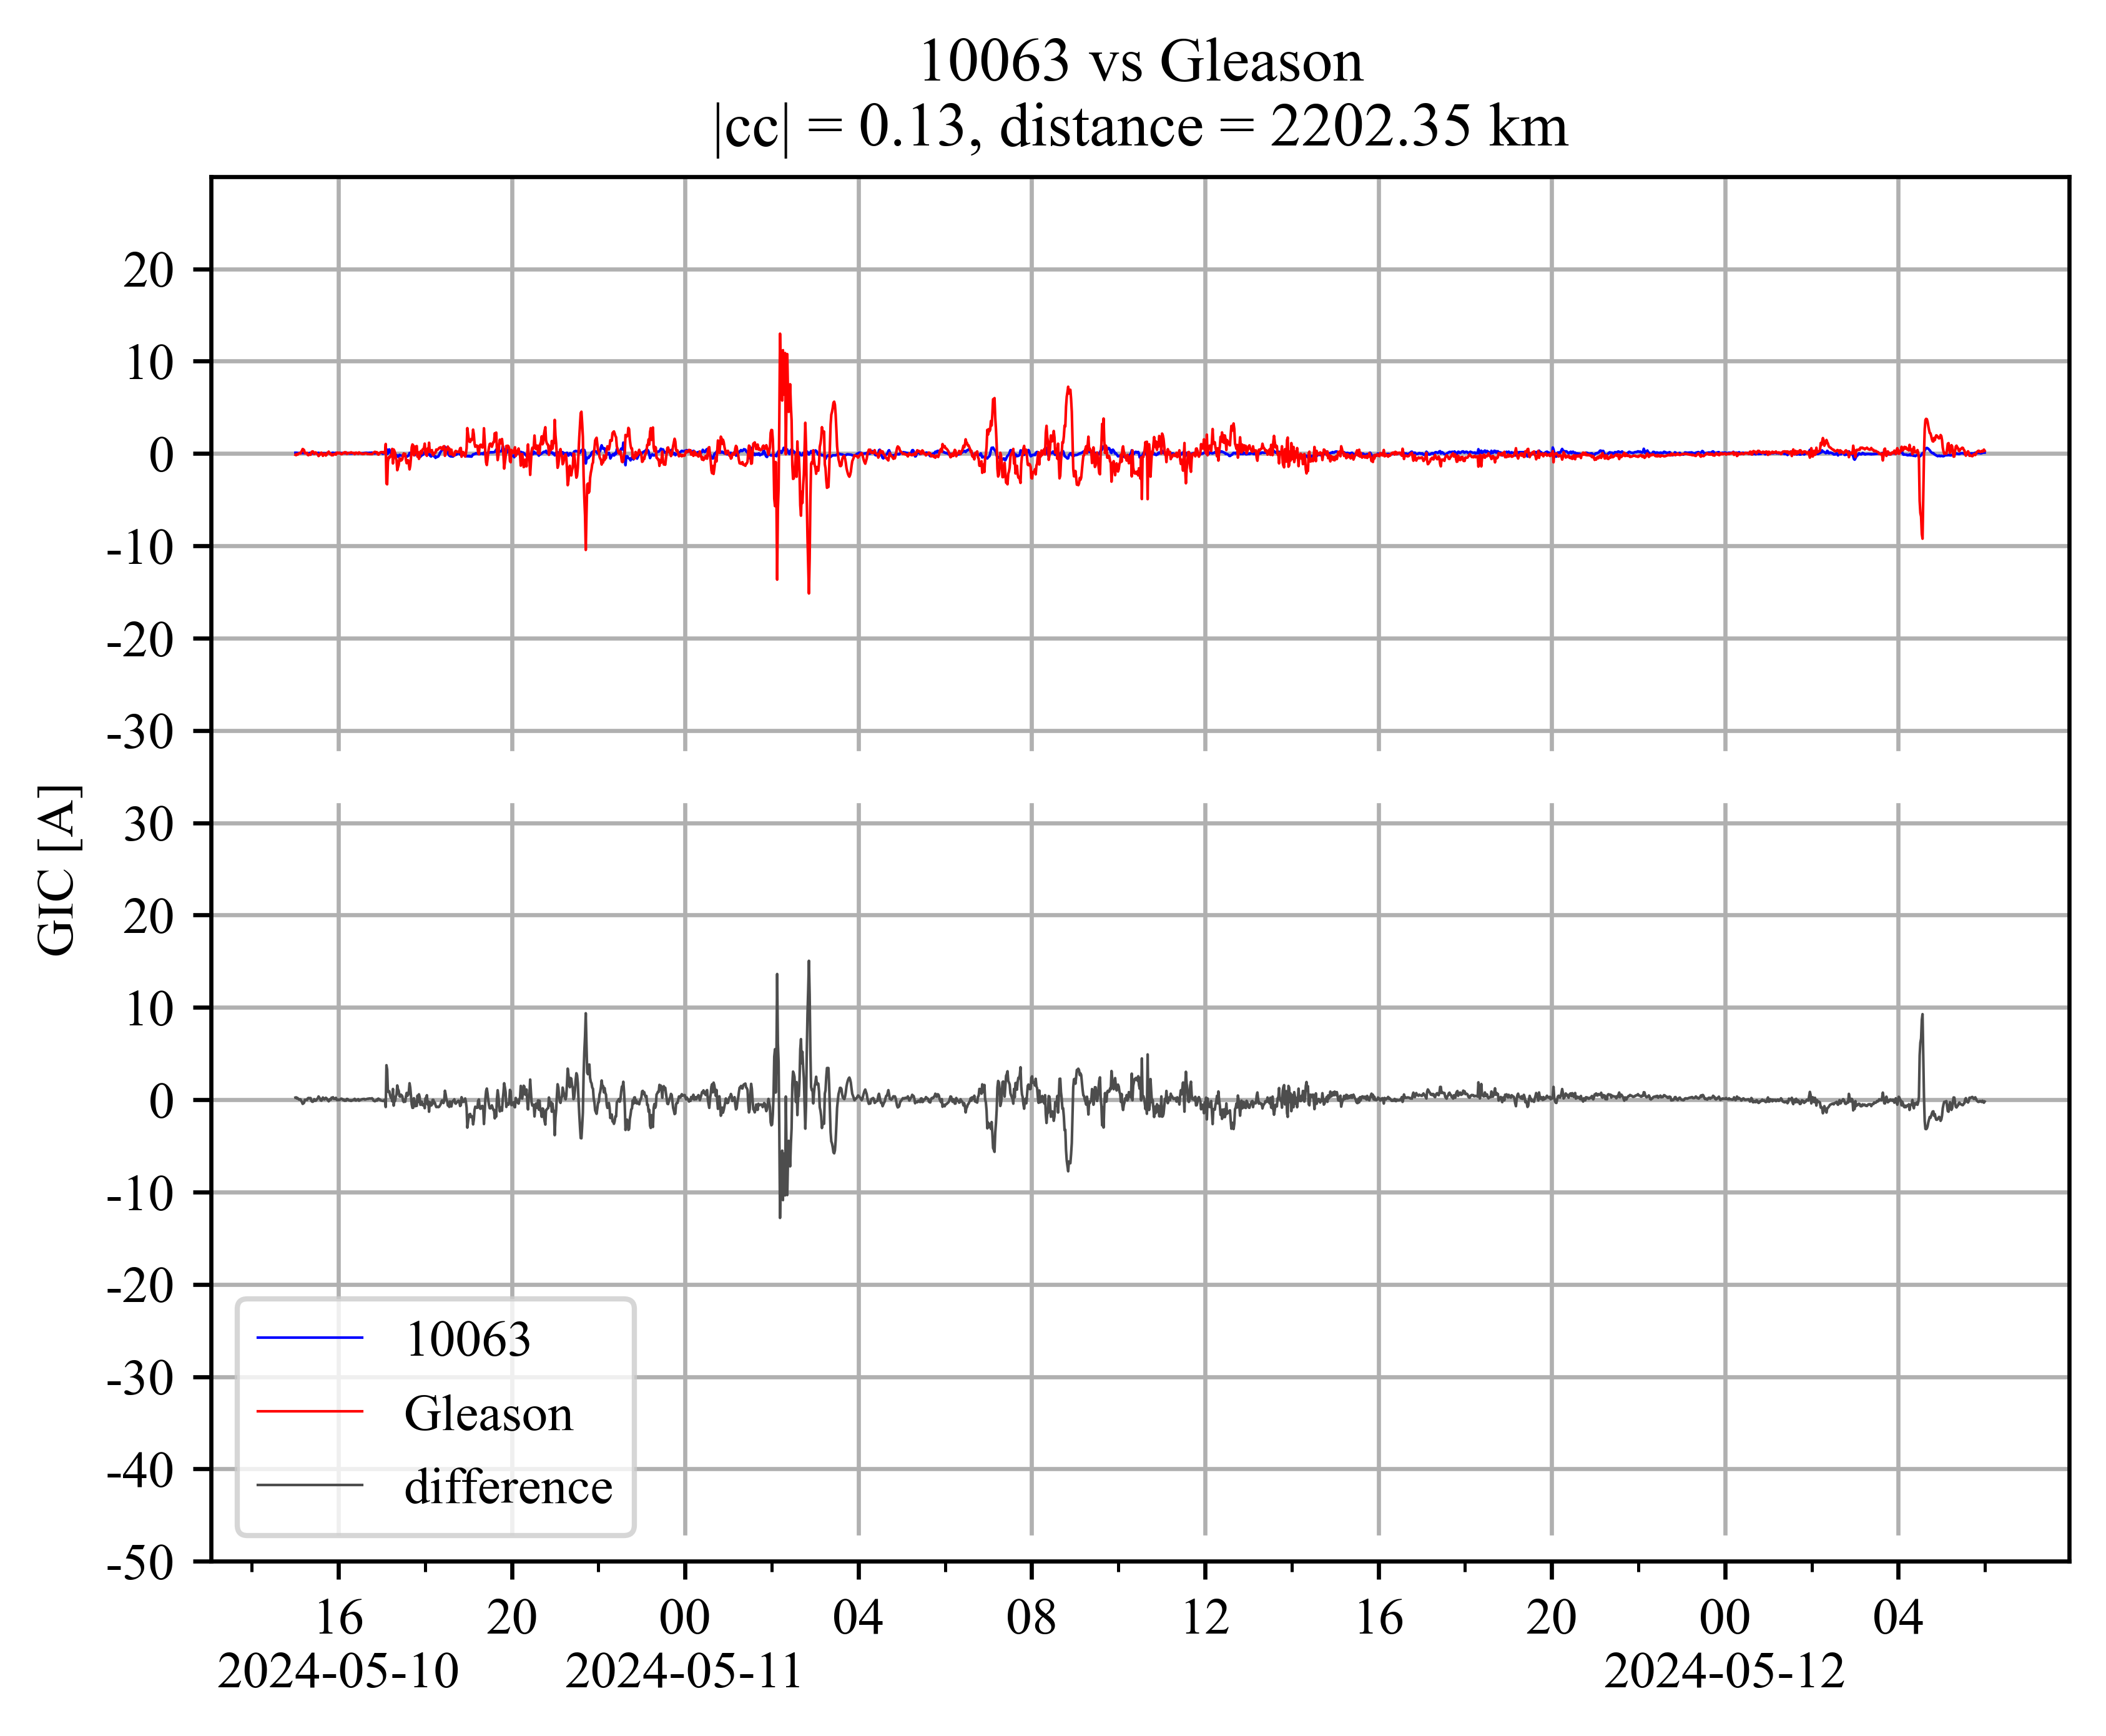 10063 vs Gleason
|cc| = 0.13, distance = 2202.35 km
20
10
0
-10
-20
-30
30
20
10
0
-10
-20
-30
-40
-50
GIC [A]
10063
Gleason
difference
16 20 00 04 08 12 16 20 00 04
2024-05-10 2024-05-11 2024-05-12